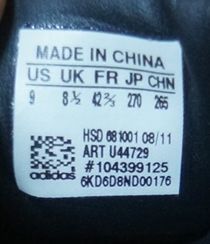 MADE IN CHINA
US UK FR JP CHN
9 8½ 42⅔ 270 265
HSO 681001 08/11
ART U44729
#104399125
adidas 6KD6D8ND00176